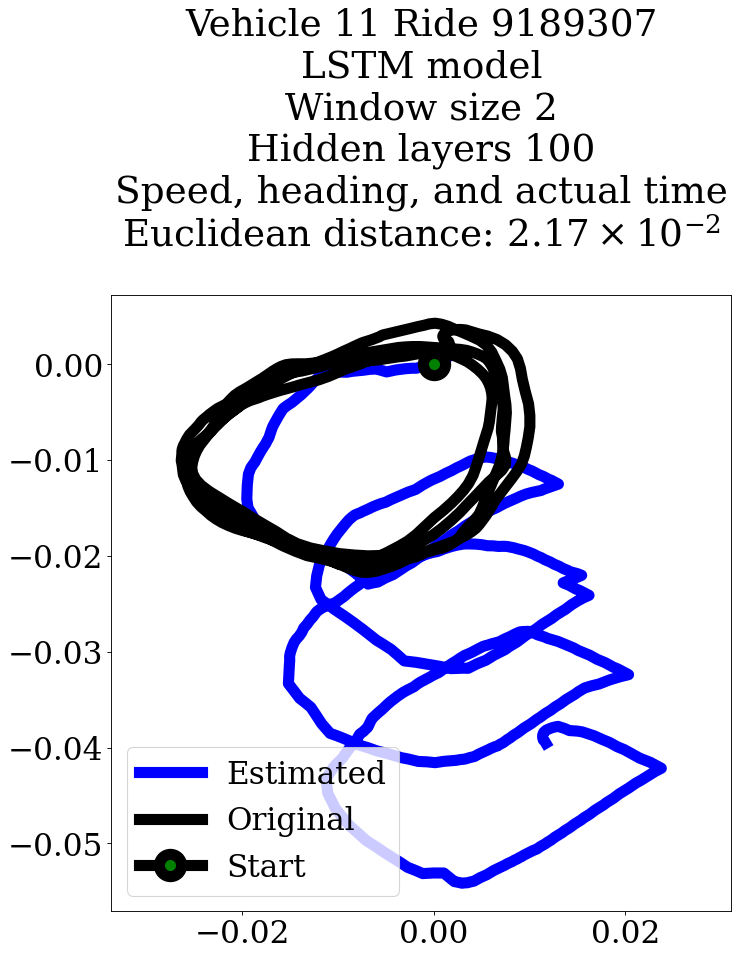 Vehicle 11 Ride 9189307
LSTM model
Window size 2
Hidden layers 100
Speed, heading, and actual time
Euclidean distance: 2.17 × 10⁻²
0.00
−0.01
−0.02
−0.03
−0.04
−0.05
Estimated
Original
Start
−0.02 0.00 0.02